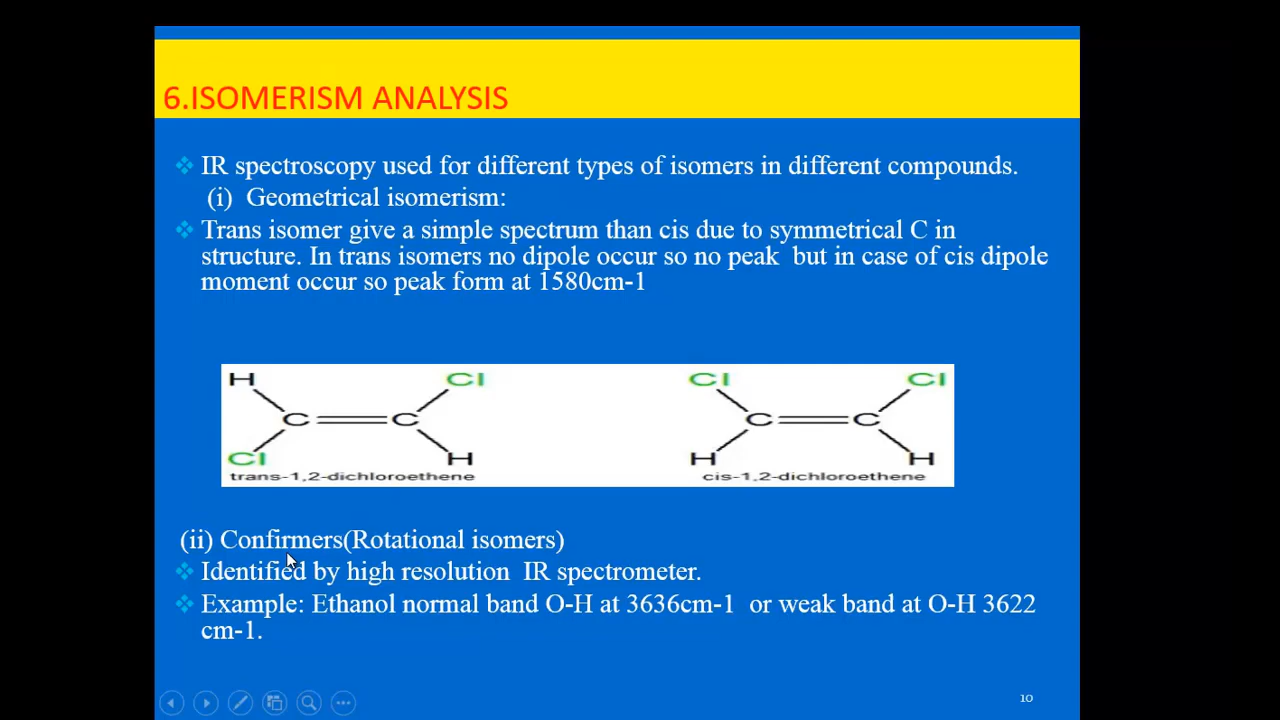 6.ISOMERISM ANALYSIS
IR spectroscopy used for different types of isomers in different compounds.
(i) Geometrical isomerism:
Trans isomer give a simple spectrum than cis due to symmetrical C in
structure. In trans isomers no dipole occur so no peak but in case of cis dipole
moment occur so peak form at 1580cm-1
H Cl Cl Cl
C C C C
Cl H H H
trans-1,2-dichloroethene cis-1,2-dichloroethene
(ii) Confirmers(Rotational isomers)
Identified by high resolution IR spectrometer.
Example: Ethanol normal band O-H at 3636cm-1 or weak band at O-H 3622
cm-1.
10